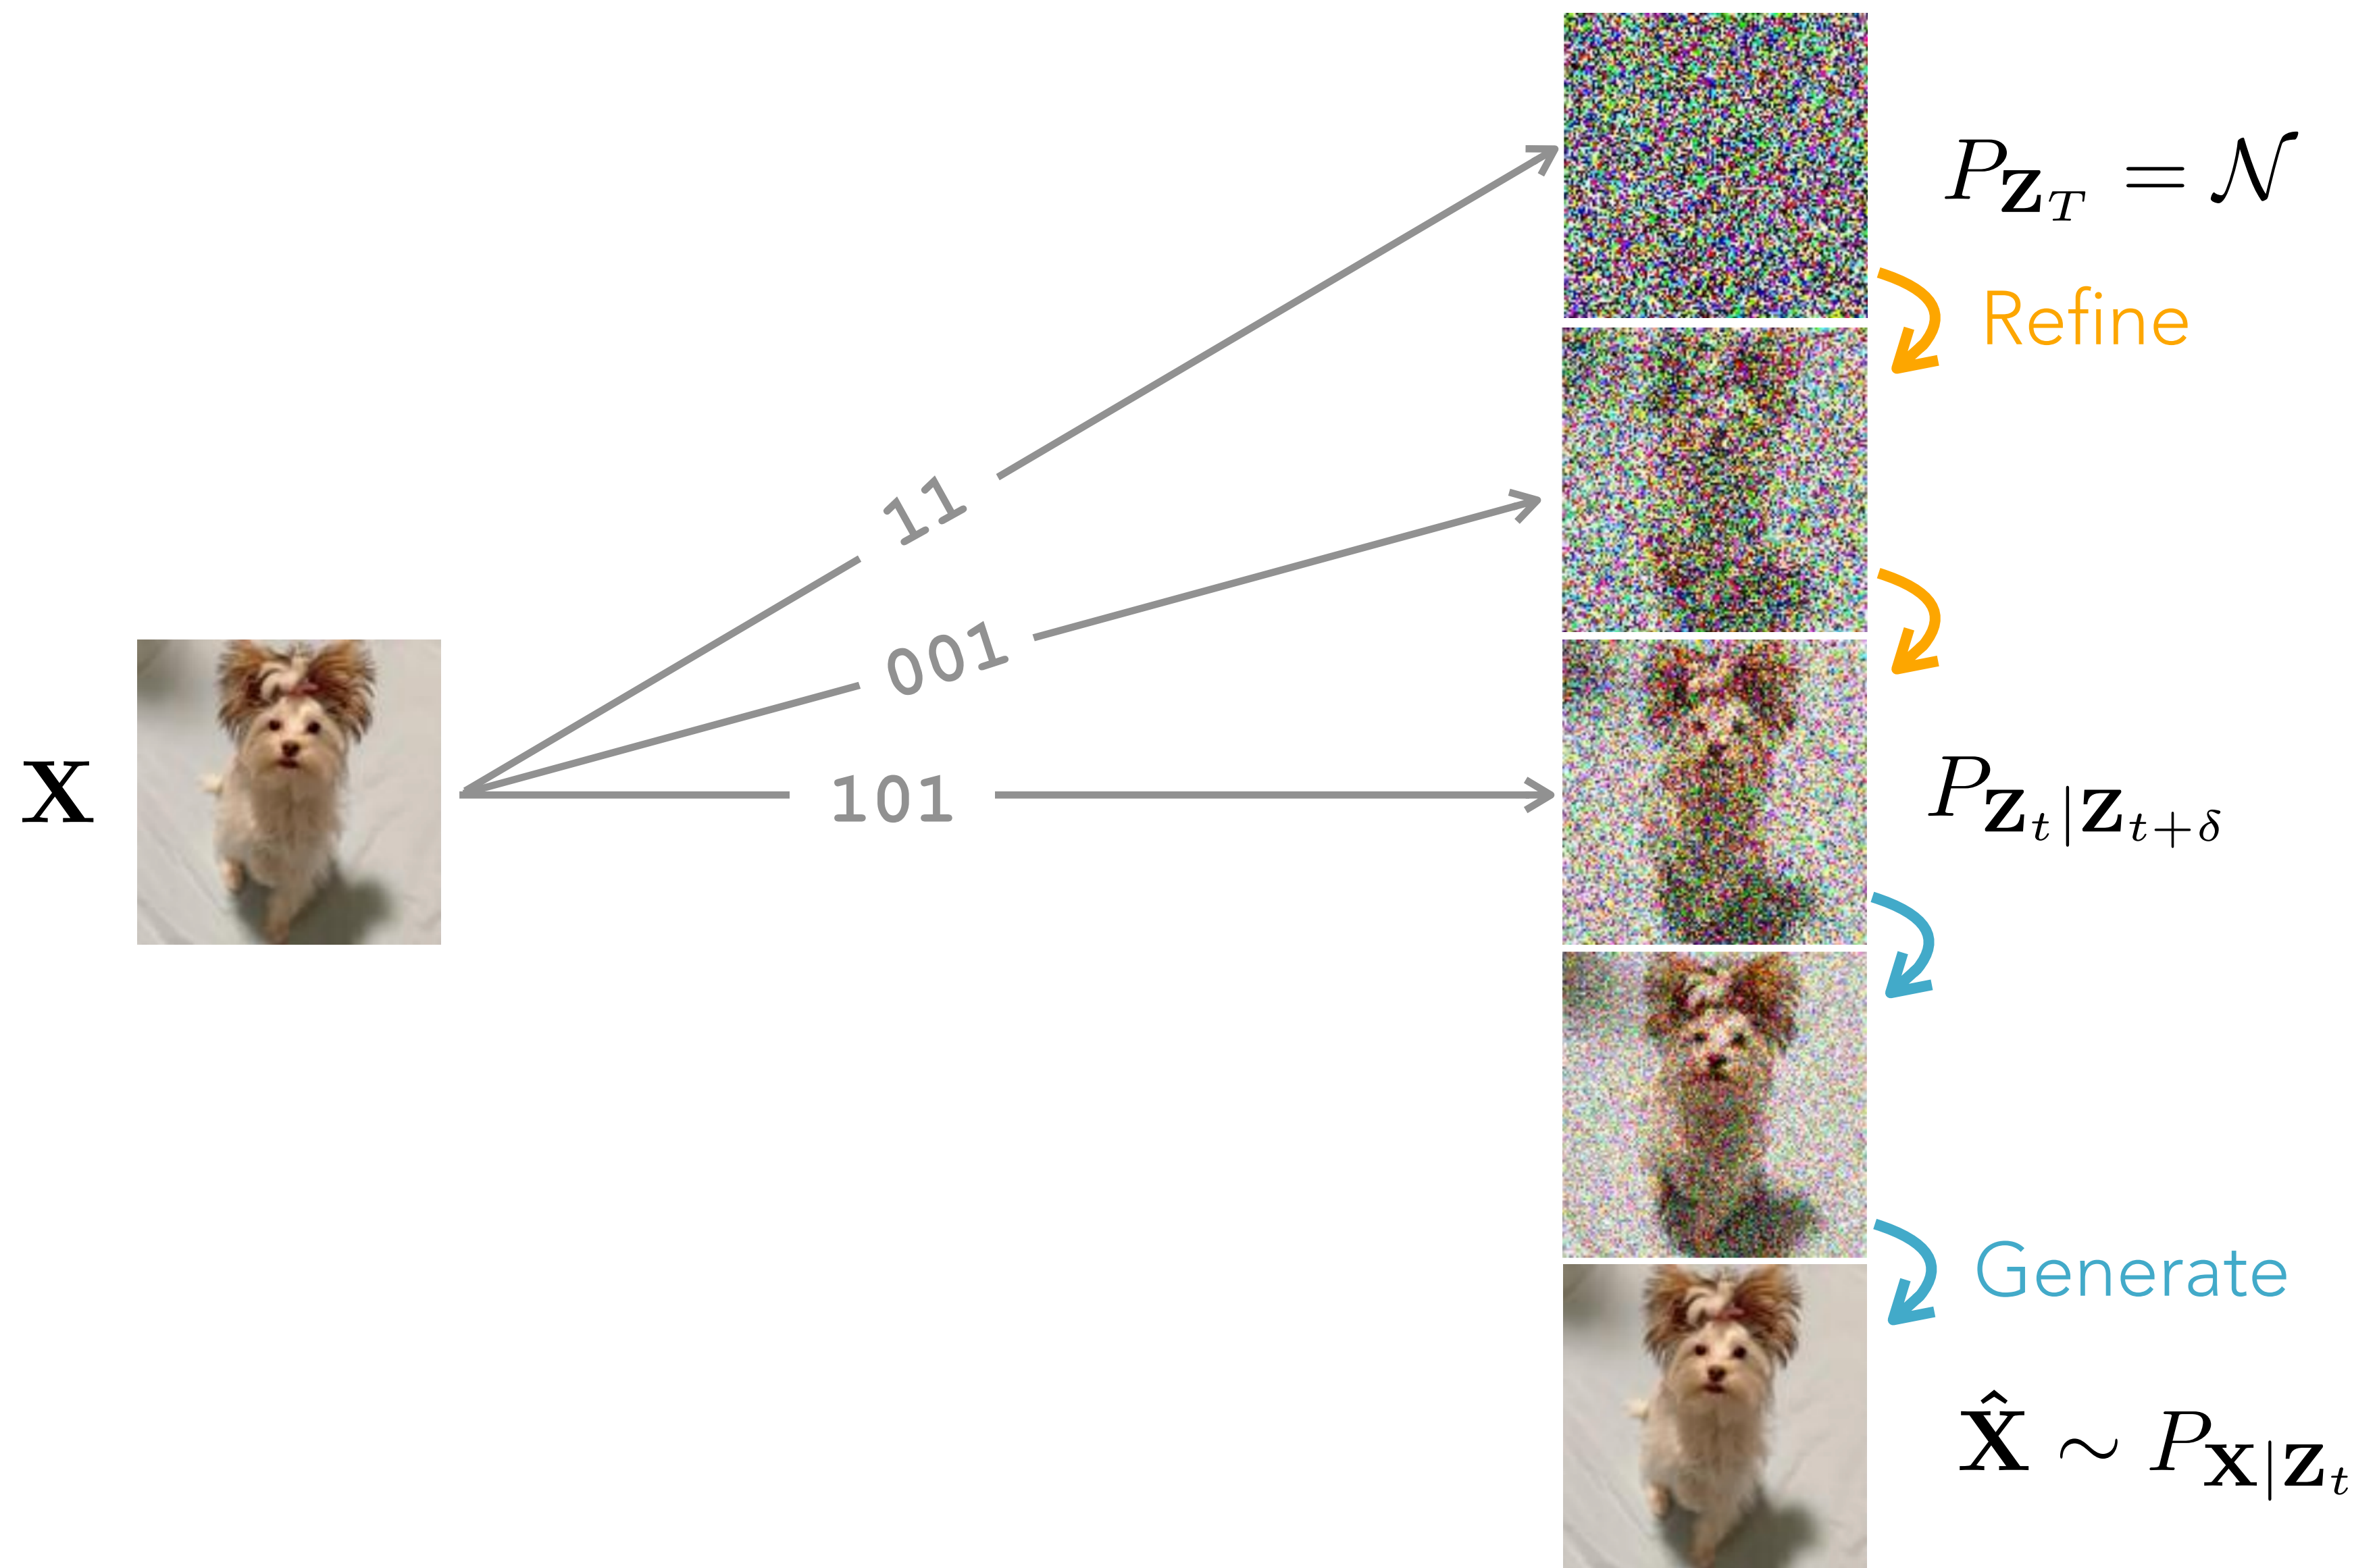 P_{𝐙_T} = 𝒩
Refine
11
001
𝐗
101
P_{𝐙_t|𝐙_{t+δ}}
Generate
𝐗̂ ∼ P_{𝐗|𝐙_t}